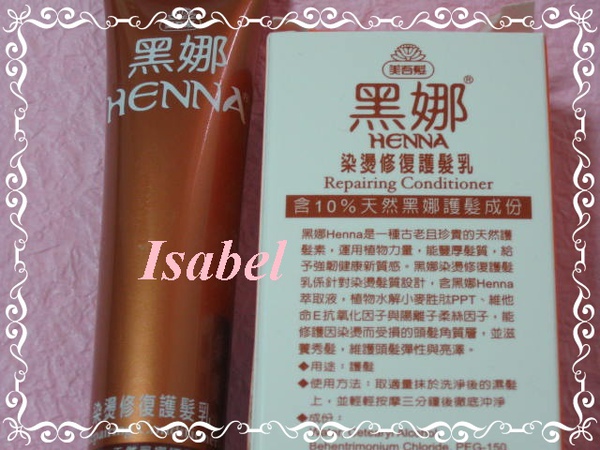 黑娜
HENNA
染燙修復護髮乳
美吾髮
黑娜®
HENNA
染燙修復護髮乳
Repairing Conditioner
含10%天然黑娜護髮成份
黑娜Henna是一種古老且珍貴的天然護
髮素，運用植物力量，能豐厚髮質，給
予強韌健康新質感。黑娜染燙修復護髮
乳係針對染燙髮質設計，含黑娜Henna
萃取液，植物水解小麥胜肽PPT、維他
命E抗氧化因子與陽離子柔絲因子，能
修護因染燙而受損的頭髮角質層，並滋
養秀髮，維護頭髮彈性與亮澤。
◆用途：護髮
◆使用方法：取適量抹於洗淨後的濕髮
上，並輕輕按摩三分鐘後徹底沖淨
◆成份：
Cetearyl Alcohol
Behentrimonium Chloride, PEG-150
Isabel